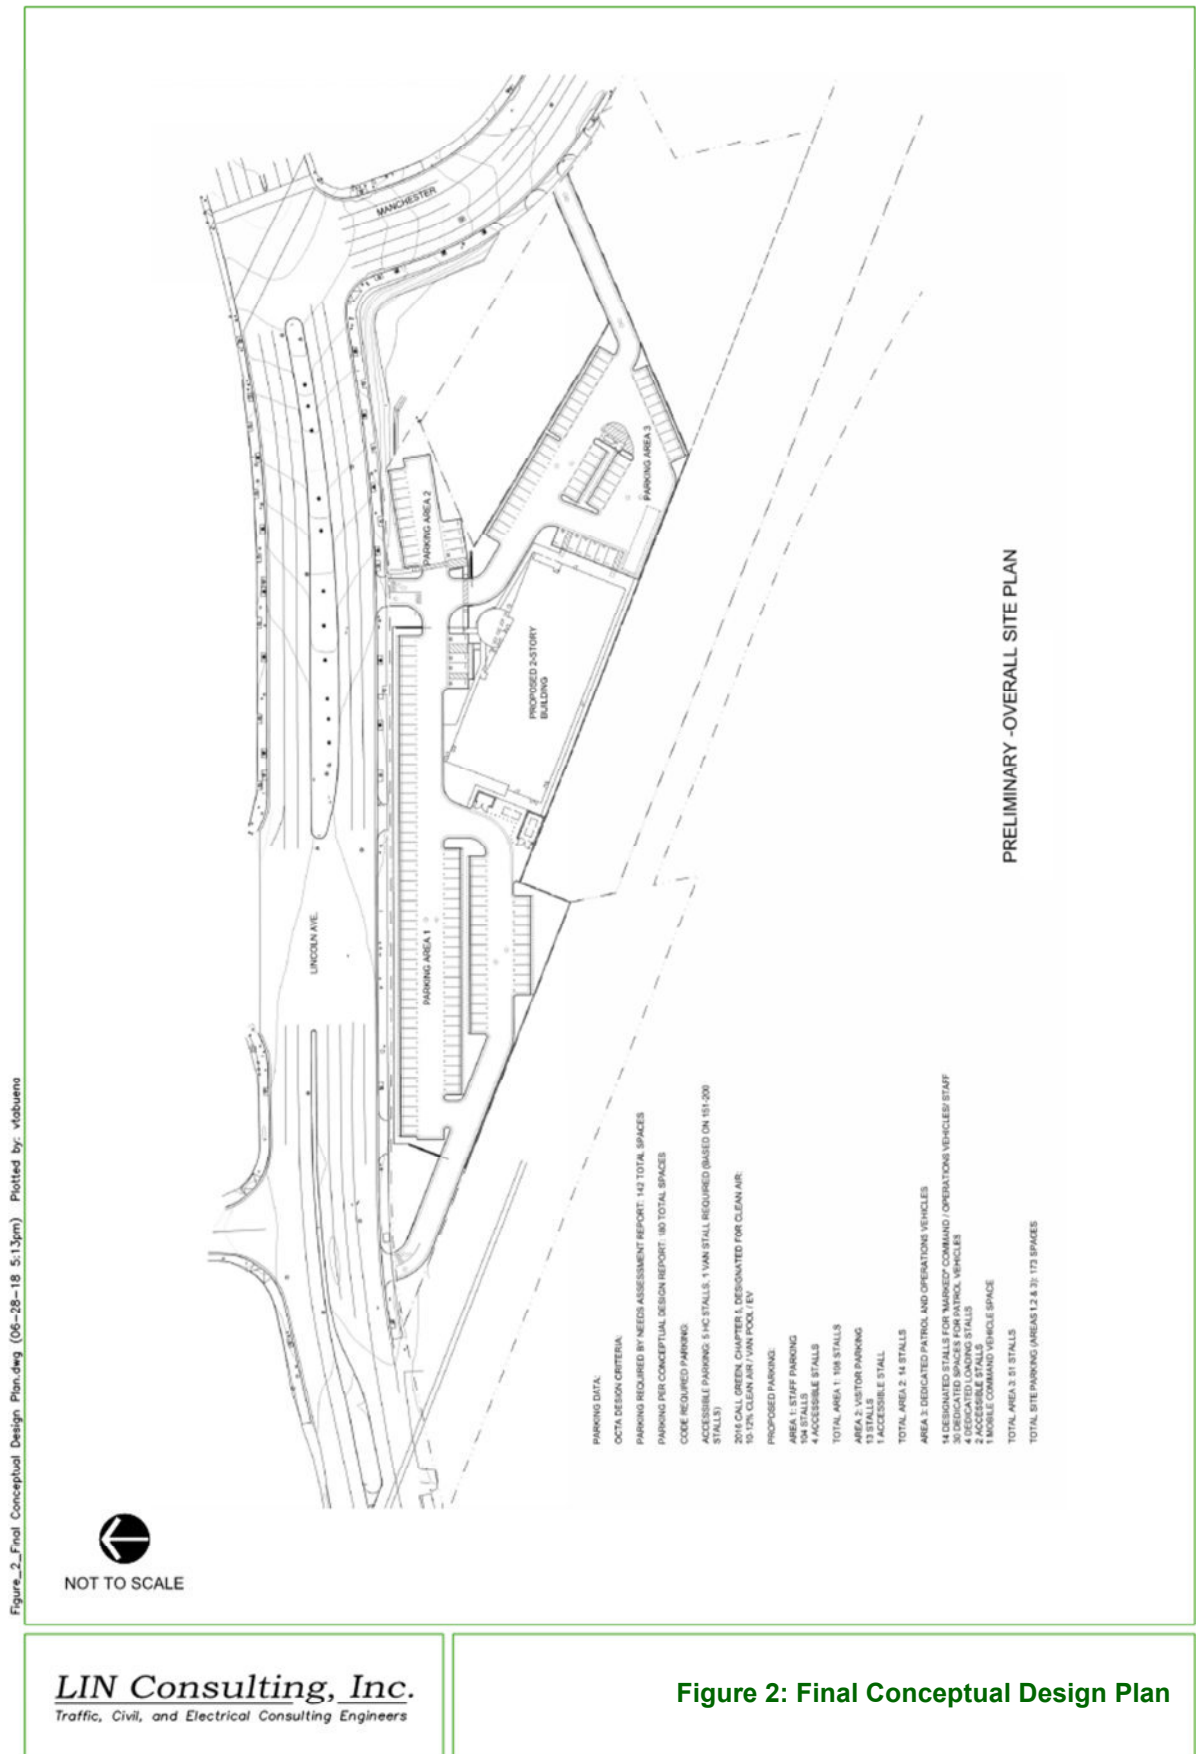 Figure_2_Final Conceptual Design Plan.dwg (06-28-18 5:13pm) Plotted by: vtabueno
MANCHESTER
LINCOLN AVE.
PARKING AREA 1
PARKING AREA 2
PARKING AREA 3
PROPOSED 2-STORY
BUILDING
PRELIMINARY -OVERALL SITE PLAN
PARKING DATA:
OCTA DESIGN CRITERIA:
PARKING REQUIRED BY NEEDS ASSESSMENT REPORT: 142 TOTAL SPACES
PARKING PER CONCEPTUAL DESIGN REPORT: 180 TOTAL SPACES
CODE REQUIRED PARKING:
ACCESSIBLE PARKING: 5 HC STALLS, 1 VAN STALL REQUIRED (BASED ON 151-200
STALLS)
2016 CALL GREEN, CHAPTER 5, DESIGNATED FOR CLEAN AIR:
10-12% CLEAN AIR / VAN POOL / EV
PROPOSED PARKING:
AREA 1: STAFF PARKING
104 STALLS
4 ACCESSIBLE STALLS
TOTAL AREA 1: 108 STALLS
AREA 2: VISITOR PARKING
13 STALLS
1 ACCESSIBLE STALL
TOTAL AREA 2: 14 STALLS
AREA 3: DEDICATED PATROL AND OPERATIONS VEHICLES
14 DESIGNATED STALLS FOR "MARKED" COMMAND / OPERATIONS VEHICLES/ STAFF
30 DEDICATED SPACES FOR PATROL VEHICLES
4 DEDICATED LOADING STALLS
2 ACCESSIBLE STALLS
1 MOBILE COMMAND VEHICLE SPACE
TOTAL AREA 3: 51 STALLS
TOTAL SITE PARKING (AREAS 1,2 & 3): 173 SPACES
NOT TO SCALE
LIN Consulting, Inc.
Traffic, Civil, and Electrical Consulting Engineers
Figure 2: Final Conceptual Design Plan